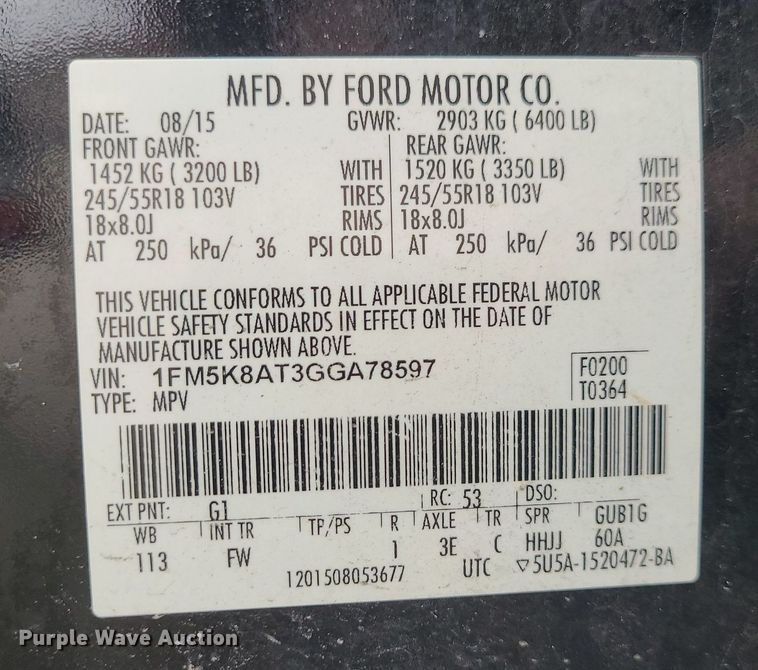 MFD. BY FORD MOTOR CO.
DATE: 08/15 GVWR: 2903 KG ( 6400 LB)
FRONT GAWR: REAR GAWR:
1452 KG ( 3200 LB) WITH 1520 KG ( 3350 LB) WITH
245/55R18 103V TIRES 245/55R18 103V TIRES
18x8.0J RIMS 18x8.0J RIMS
AT 250 kPa/ 36 PSI COLD AT 250 kPa/ 36 PSI COLD
THIS VEHICLE CONFORMS TO ALL APPLICABLE FEDERAL MOTOR
VEHICLE SAFETY STANDARDS IN EFFECT ON THE DATE OF
MANUFACTURE SHOWN ABOVE.
VIN: 1FM5K8AT3GGA78597 F0200
TYPE: MPV T0364
EXT PNT: G1 RC: 53 DSO:
WB INT TR TP/PS R AXLE TR SPR GUB1G
113 FW 1 3E C HHJJ 60A
1201508053677 UTC ▽5U5A-1520472-BA
Purple Wave Auction